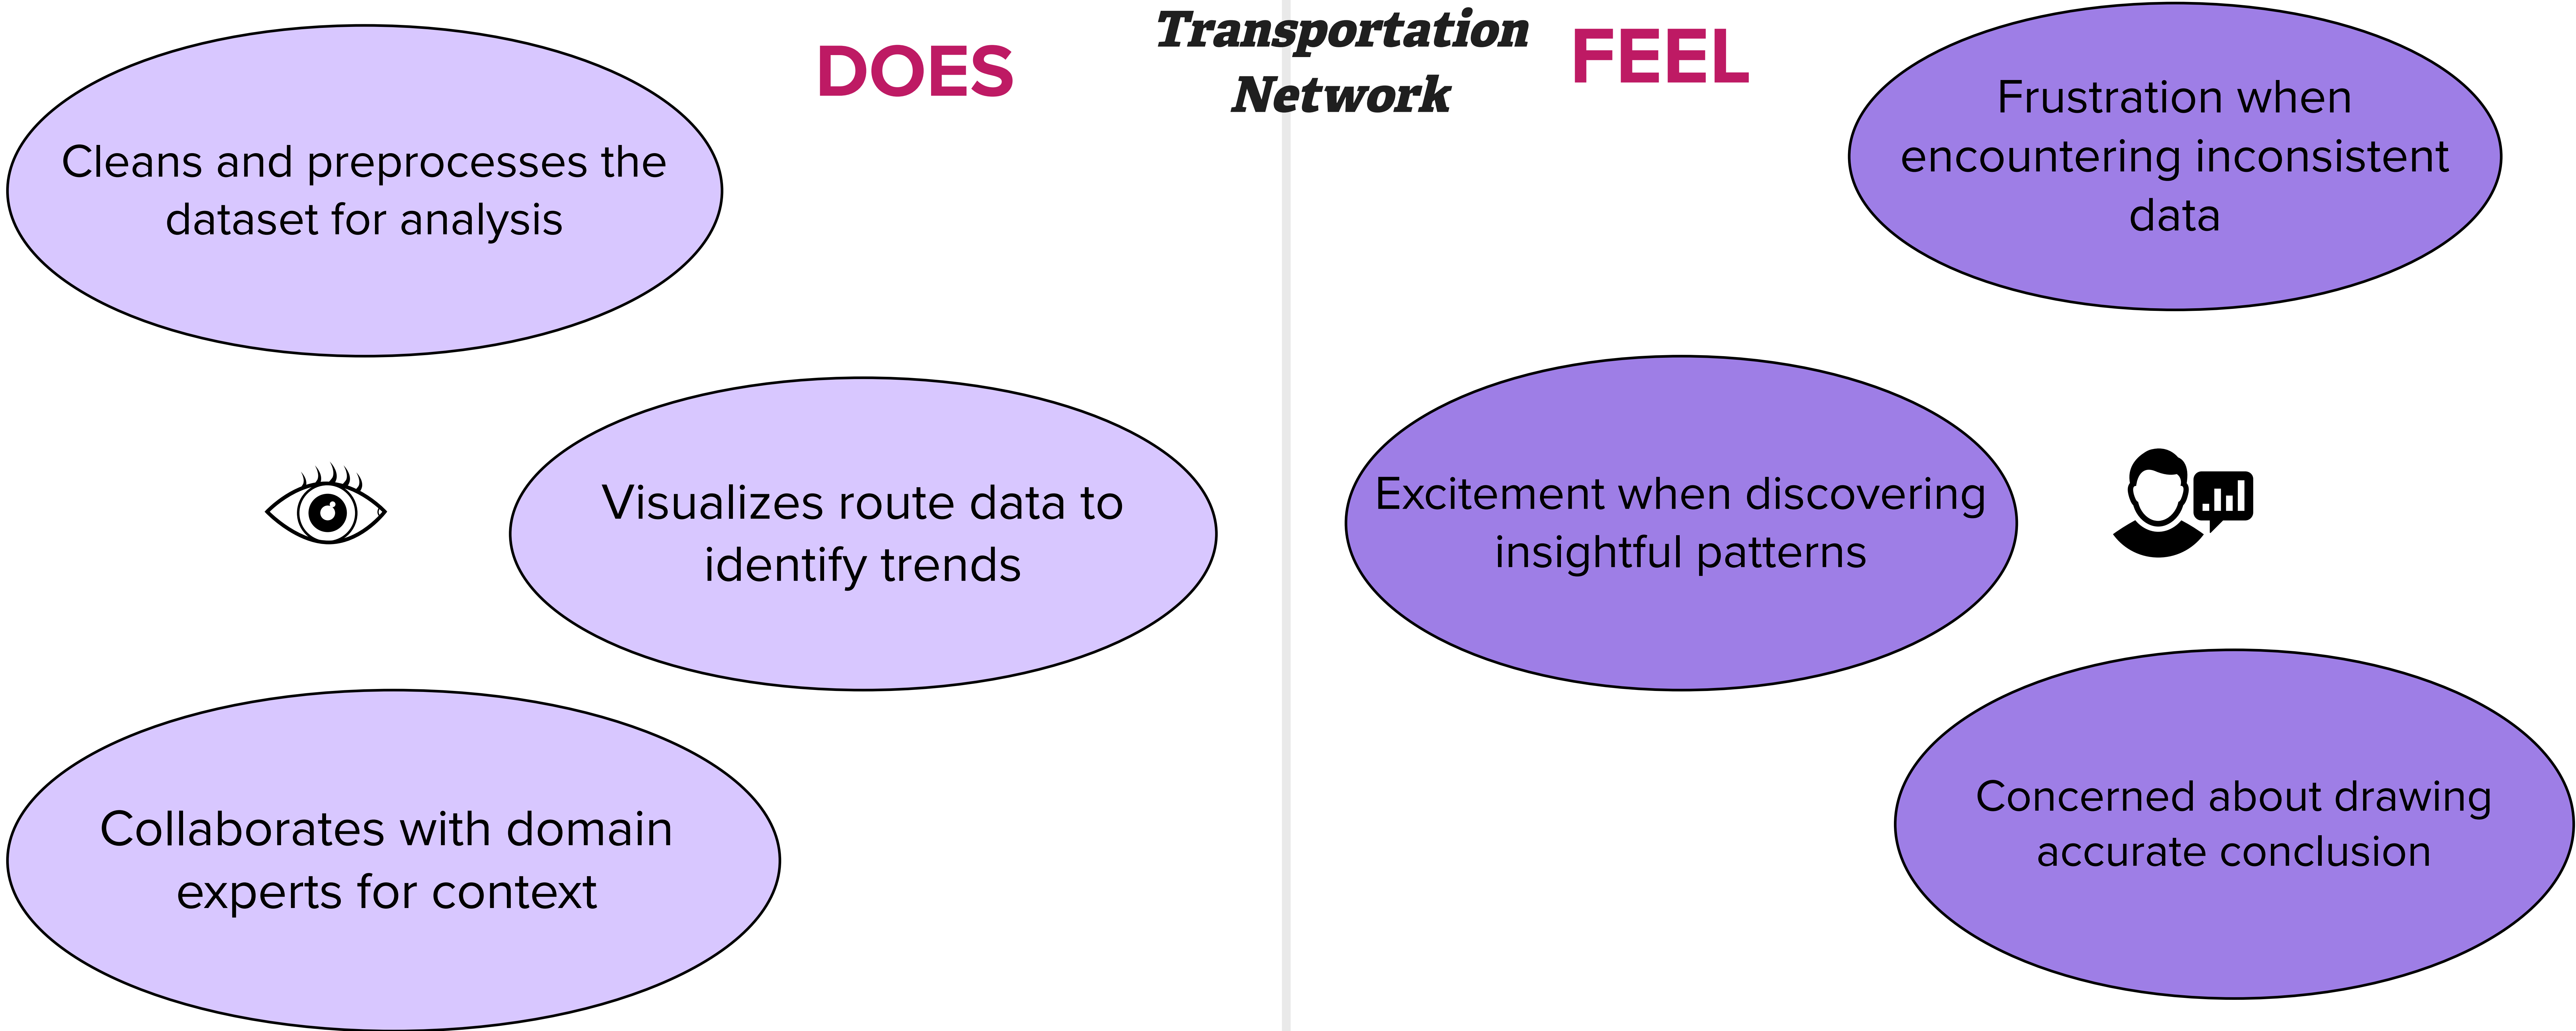 Transportation
Network
DOES
Cleans and preprocesses the
dataset for analysis
Visualizes route data to
identify trends
Collaborates with domain
experts for context
FEEL
Frustration when
encountering inconsistent
data
Excitement when discovering
insightful patterns
Concerned about drawing
accurate conclusion